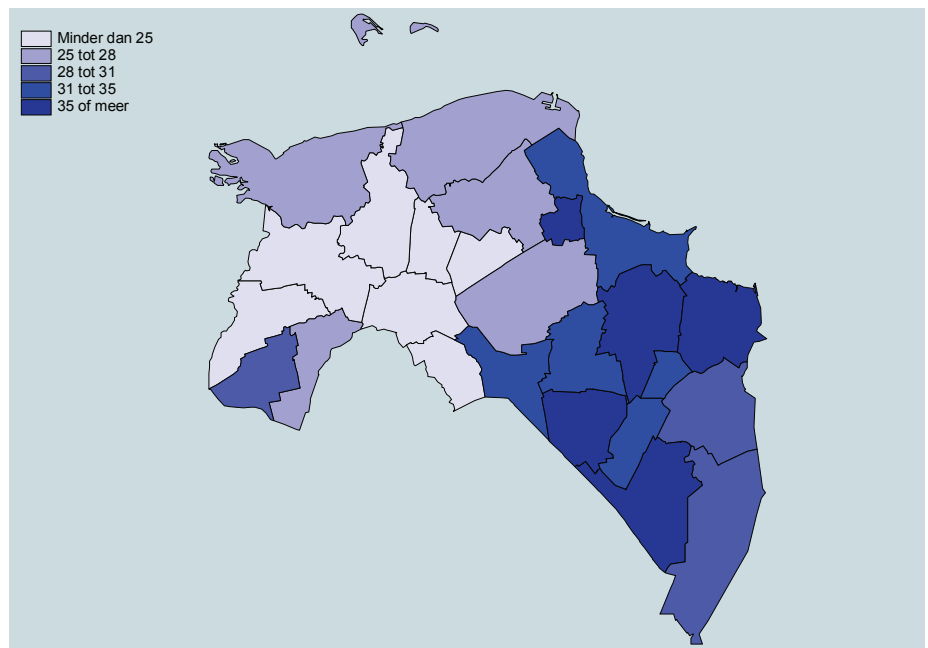 Minder dan 25
25 tot 28
28 tot 31
31 tot 35
35 of meer